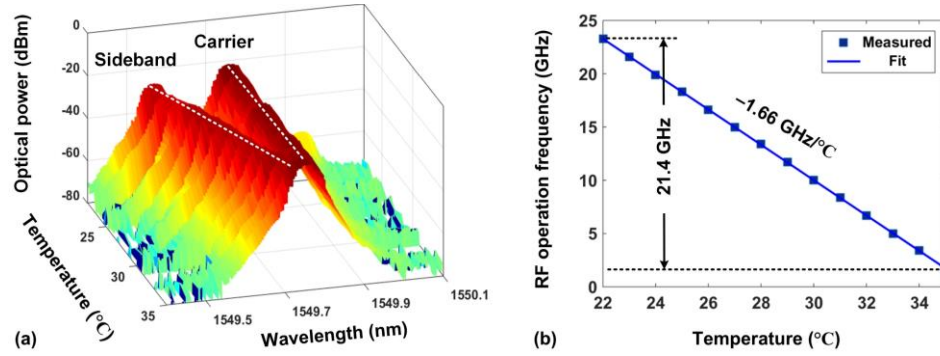 0
-20
-40
-60
-80
Optical power (dBm)
Sideband
Carrier
25
30
35
Temperature (°C)
1549.5
1549.7
1549.9
1550.1
Wavelength (nm)
(a)
25
20
15
10
5
0
RF operation frequency (GHz)
Measured
Fit
−1.66 GHz/°C
21.4 GHz
22 24 26 28 30 32 34
Temperature (°C)
(b)